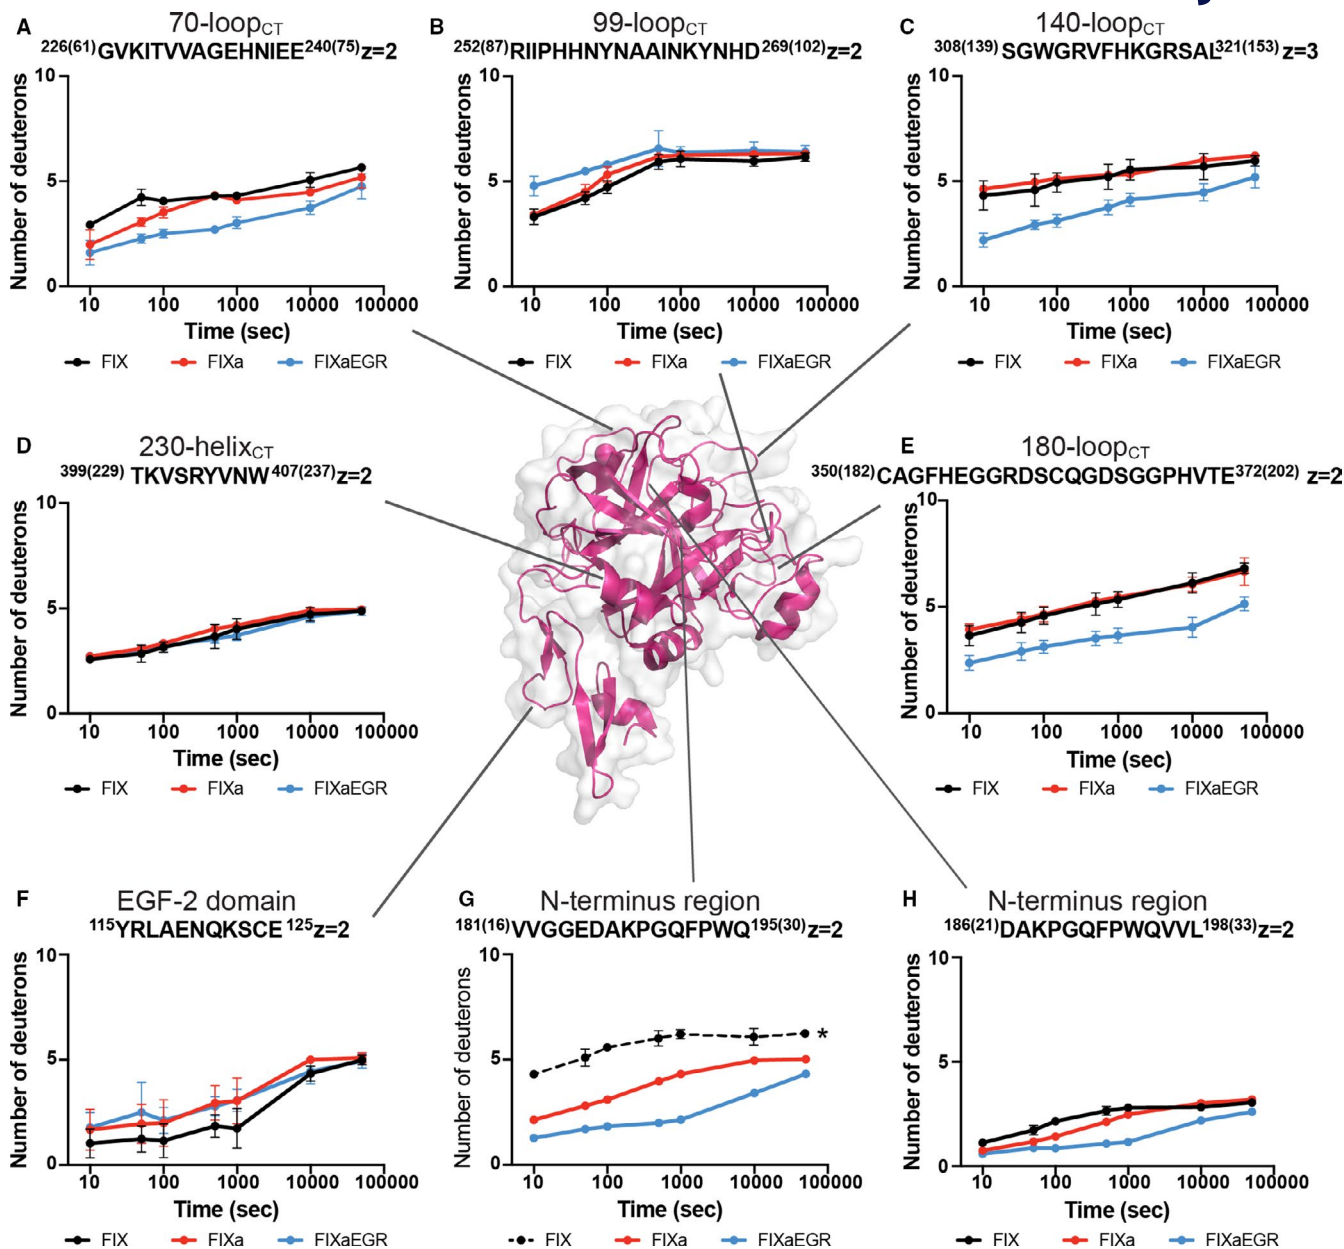 A 70-loopCT
226(61)GVKITVVAGEHNIEE240(75)z=2
Number of deuterons
10
5
0
10 100 1000 10000 100000
Time (sec)
FIX FIXa FIXaEGR
B 99-loopCT
252(87)RIIPHHNYNAAINKYNHD269(102)z=2
Number of deuterons
10
5
0
10 100 1000 10000 100000
Time (sec)
FIX FIXa FIXaEGR
C 140-loopCT
308(139)SGWGRVFHKGRSAL321(153)z=3
Number of deuterons
10
5
0
10 100 1000 10000 100000
Time (sec)
FIX FIXa FIXaEGR
D 230-helixCT
399(229) TKVSRYVNW407(237)z=2
Number of deuterons
10
5
0
10 100 1000 10000 100000
Time (sec)
FIX FIXa FIXaEGR
E 180-loopCT
350(182)CAGFHEGGRDSCQGDSGGPHVTE372(202) z=2
Number of deuterons
10
5
0
10 100 1000 10000 100000
Time (sec)
FIX FIXa FIXaEGR
F EGF-2 domain
115YRLAENQKSCE125z=2
Number of deuterons
10
5
0
10 100 1000 10000 100000
Time (sec)
FIX FIXa FIXaEGR
G N-terminus region
181(16)VVGGEDAKPGQFPWQ195(30)z=2
Number of deuterons
10
5
0
*
10 100 1000 10000 100000
Time (sec)
FIX FIXa FIXaEGR
H N-terminus region
186(21)DAKPGQFPWQVVL198(33)z=2
Number of deuterons
10
5
0
10 100 1000 10000 100000
Time (sec)
FIX FIXa FIXaEGR